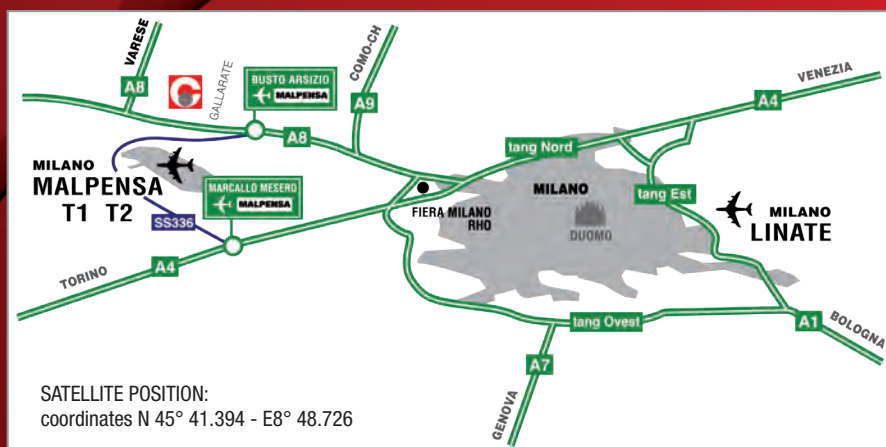 VARESE
A8
GALLARATE
BUSTO ARSIZIO
MALPENSA
COMO-CH
A9
A8
VENEZIA
A4
tang Nord
MILANO
MALPENSA
T1 T2
MARCALLO MESERO
MALPENSA
SS336
FIERA MILANO
RHO
MILANO
DUOMO
tang Est
MILANO
LINATE
TORINO
A4
tang Ovest
A1
BOLOGNA
A7
GENOVA
SATELLITE POSITION:
coordinates N 45° 41.394 - E8° 48.726